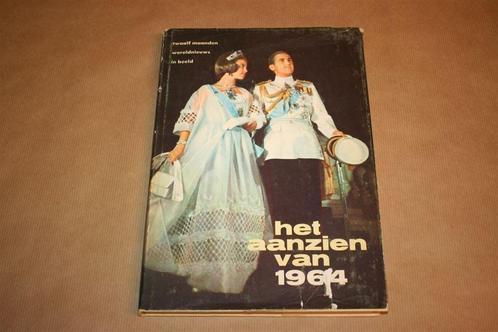 twaalf maanden
wereldnieuws
in beeld
het
aanzien
van
1964